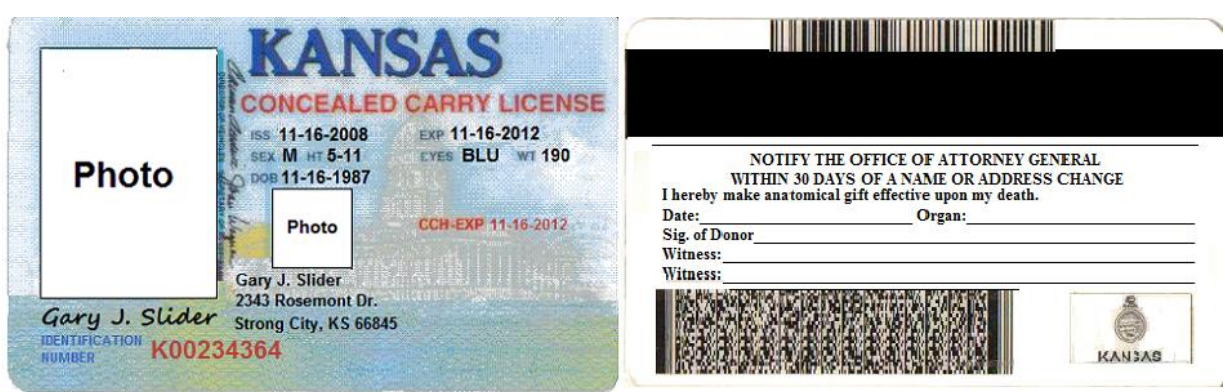 KANSAS
CONCEALED CARRY LICENSE
ISS 11-16-2008 EXP 11-16-2012
SEX M HT 5-11 EYES BLU WT 190
DOB 11-16-1987
Photo
Photo
CCH-EXP 11-16-2012
Gary J. Slider
2343 Rosemont Dr.
Strong City, KS 66845
Gary J. Slider
IDENTIFICATION
NUMBER K00234364
NOTIFY THE OFFICE OF ATTORNEY GENERAL
WITHIN 30 DAYS OF A NAME OR ADDRESS CHANGE
I hereby make anatomical gift effective upon my death.
Date: Organ:
Sig. of Donor
Witness:
Witness:
KANSAS